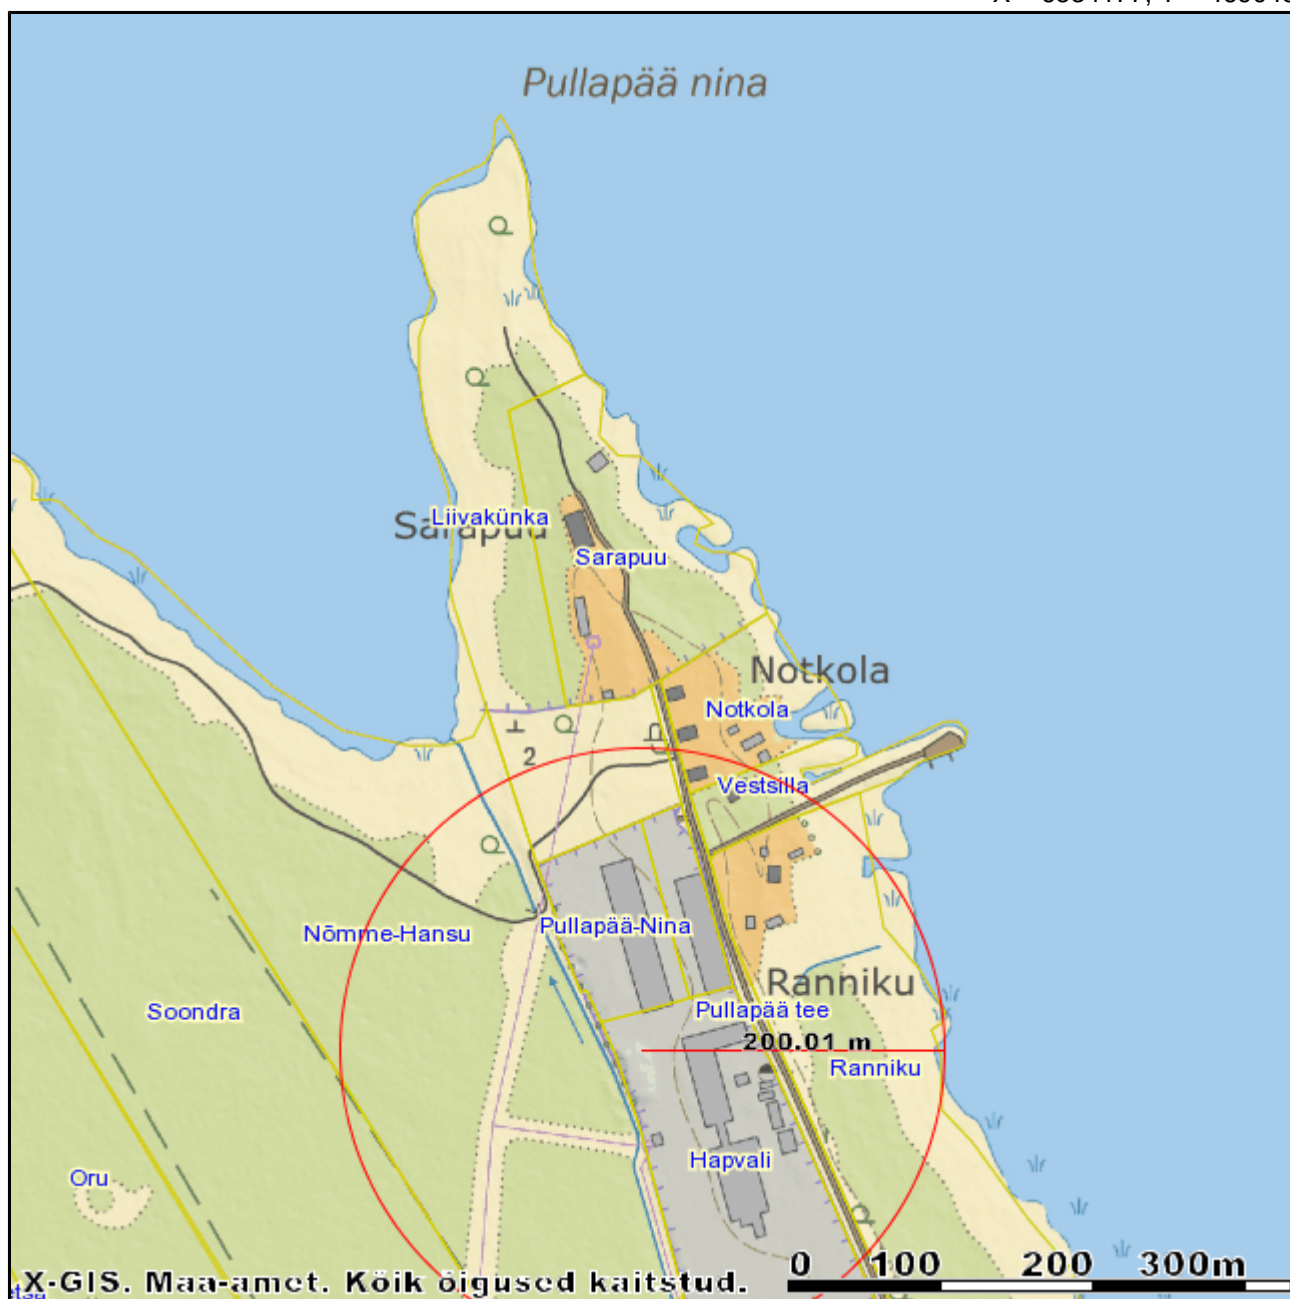 Pullapää nina
Liivakünka
Sarapuu
Sarapuu
Notkola
Notkola
2
Vestsilla
Pullapää-Nina
Nõmme-Hansu
Ranniku
Soondra
Pullapää tee
200.01 m
Ranniku
Hapvali
Oru
0 100 200 300m
X-GIS. Maa-amet. Kõik õigused kaitstud.